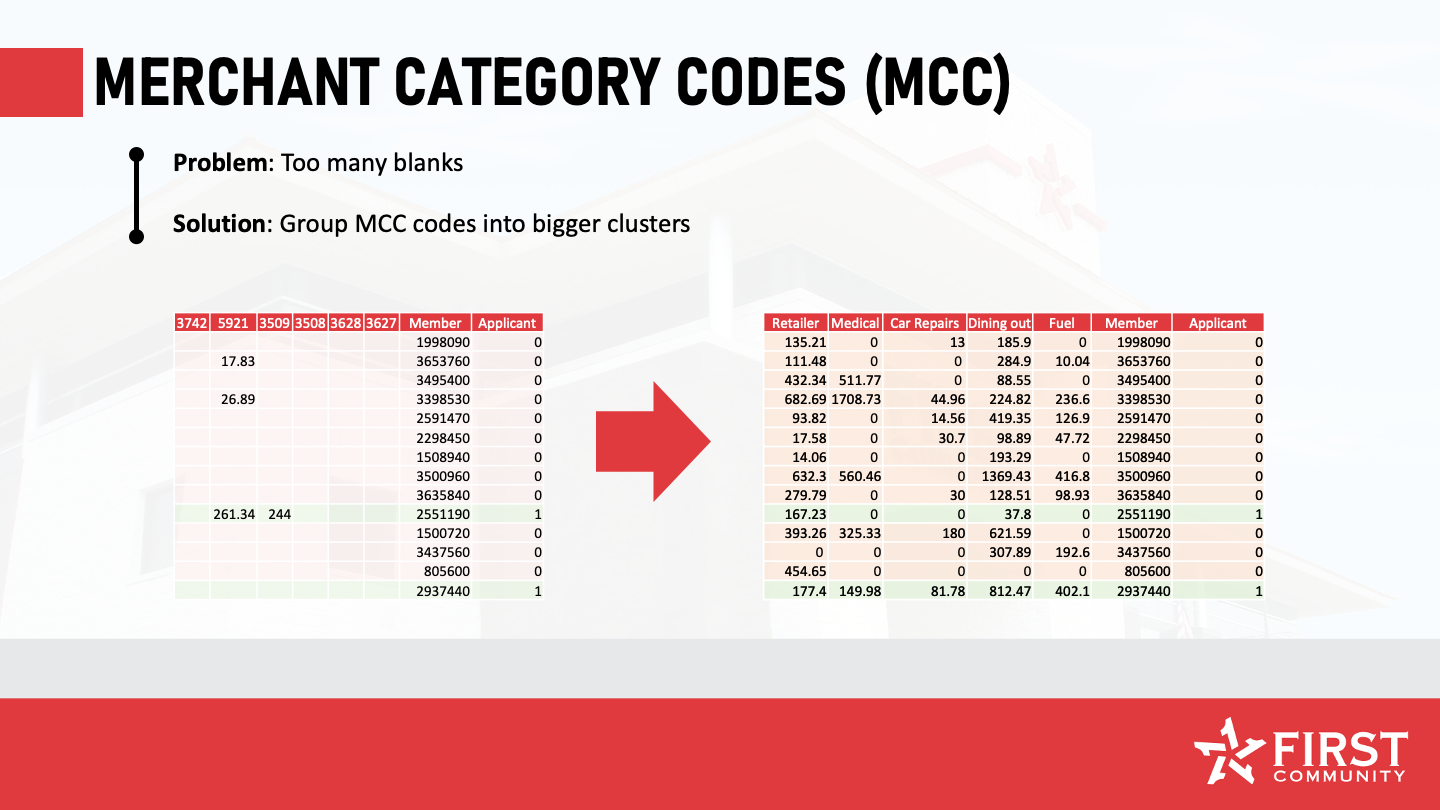 MERCHANT CATEGORY CODES (MCC)
Problem: Too many blanks
Solution: Group MCC codes into bigger clusters
3742 5921 3509 3508 3628 3627 Member Applicant
1998090 0
17.83 3653760 0
3495400 0
26.89 3398530 0
2591470 0
2298450 0
1508940 0
3500960 0
3635840 0
261.34 244 2551190 1
1500720 0
3437560 0
805600 0
2937440 1
Retailer Medical Car Repairs Dining out Fuel Member Applicant
135.21 0 13 185.9 0 1998090 0
111.48 0 0 284.9 10.04 3653760 0
432.34 511.77 0 88.55 0 3495400 0
682.69 1708.73 44.96 224.82 236.6 3398530 0
93.82 0 14.56 419.35 126.9 2591470 0
17.58 0 30.7 98.89 47.72 2298450 0
14.06 0 0 193.29 0 1508940 0
632.3 560.46 0 1369.43 416.8 3500960 0
279.79 0 30 128.51 98.93 3635840 0
167.23 0 0 37.8 0 2551190 1
393.26 325.33 180 621.59 0 1500720 0
0 0 0 307.89 192.6 3437560 0
454.65 0 0 0 0 805600 0
177.4 149.98 81.78 812.47 402.1 2937440 1
FIRST
COMMUNITY